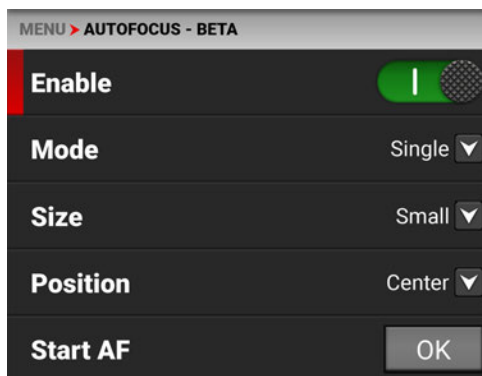 MENU > AUTOFOCUS - BETA
Enable
Mode Single
Size Small
Position Center
Start AF OK